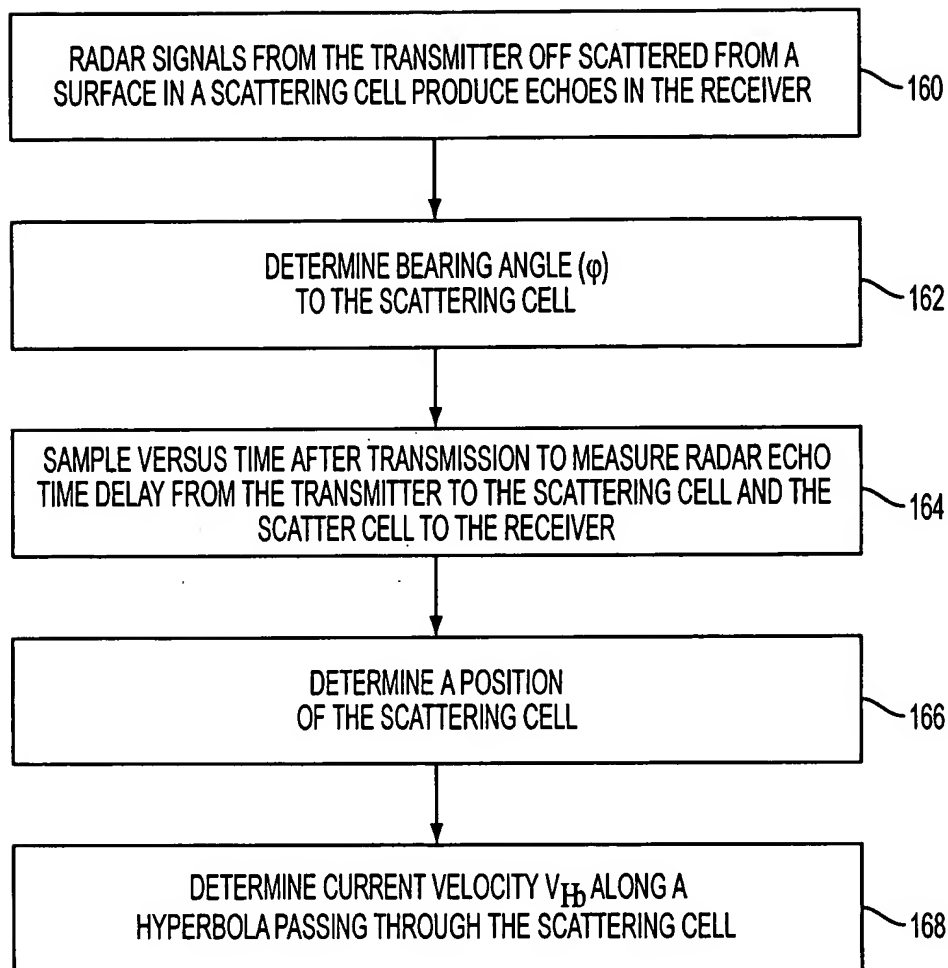 RADAR SIGNALS FROM THE TRANSMITTER OFF SCATTERED FROM A
SURFACE IN A SCATTERING CELL PRODUCE ECHOES IN THE RECEIVER
160
DETERMINE BEARING ANGLE (φ)
TO THE SCATTERING CELL
162
SAMPLE VERSUS TIME AFTER TRANSMISSION TO MEASURE RADAR ECHO
TIME DELAY FROM THE TRANSMITTER TO THE SCATTERING CELL AND THE
SCATTER CELL TO THE RECEIVER
164
DETERMINE A POSITION
OF THE SCATTERING CELL
166
DETERMINE CURRENT VELOCITY VHb ALONG A
HYPERBOLA PASSING THROUGH THE SCATTERING CELL
168